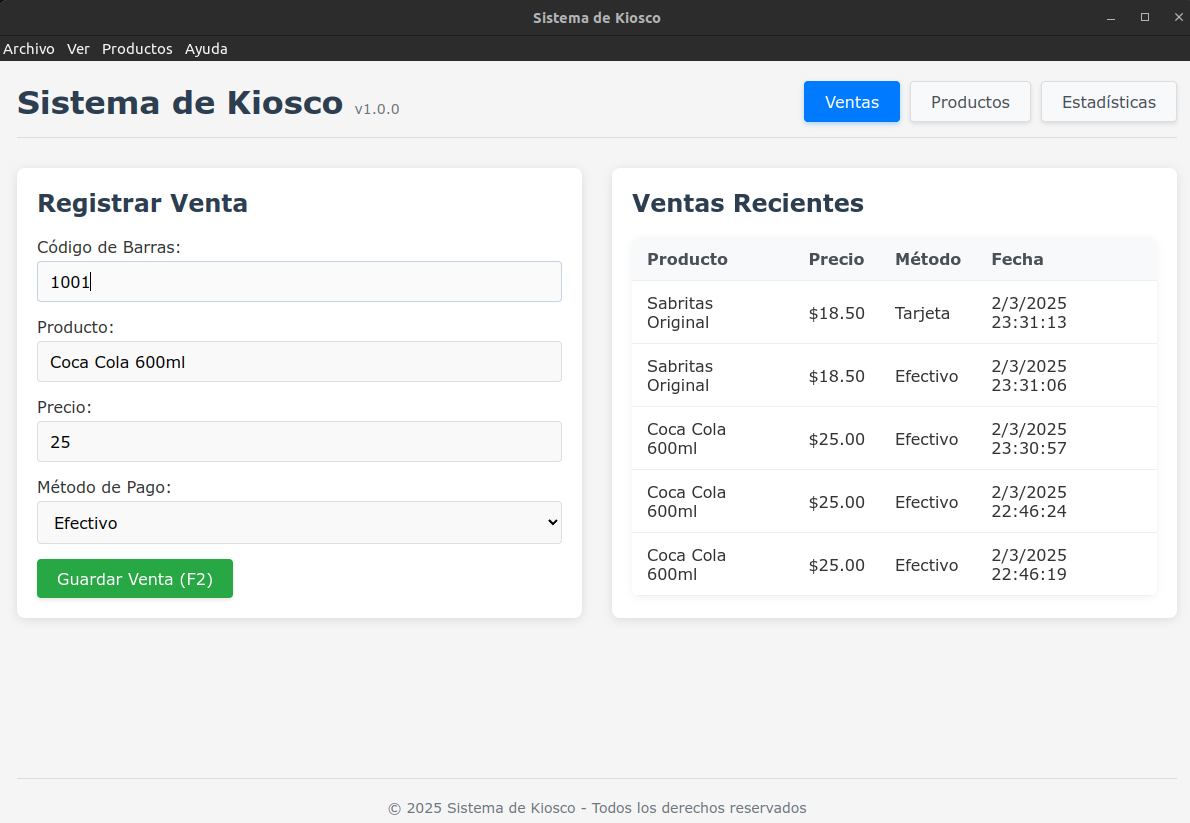 Sistema de Kiosco
Archivo Ver Productos Ayuda
Sistema de Kiosco v1.0.0
Ventas Productos Estadísticas
Registrar Venta
Código de Barras:
1001
Producto:
Coca Cola 600ml
Precio:
25
Método de Pago:
Efectivo
Guardar Venta (F2)
Ventas Recientes
Producto Precio Método Fecha
Sabritas
Original
$18.50
Tarjeta
2/3/2025
23:31:13
Sabritas
Original
$18.50
Efectivo
2/3/2025
23:31:06
Coca Cola
600ml
$25.00
Efectivo
2/3/2025
23:30:57
Coca Cola
600ml
$25.00
Efectivo
2/3/2025
22:46:24
Coca Cola
600ml
$25.00
Efectivo
2/3/2025
22:46:19
© 2025 Sistema de Kiosco - Todos los derechos reservados